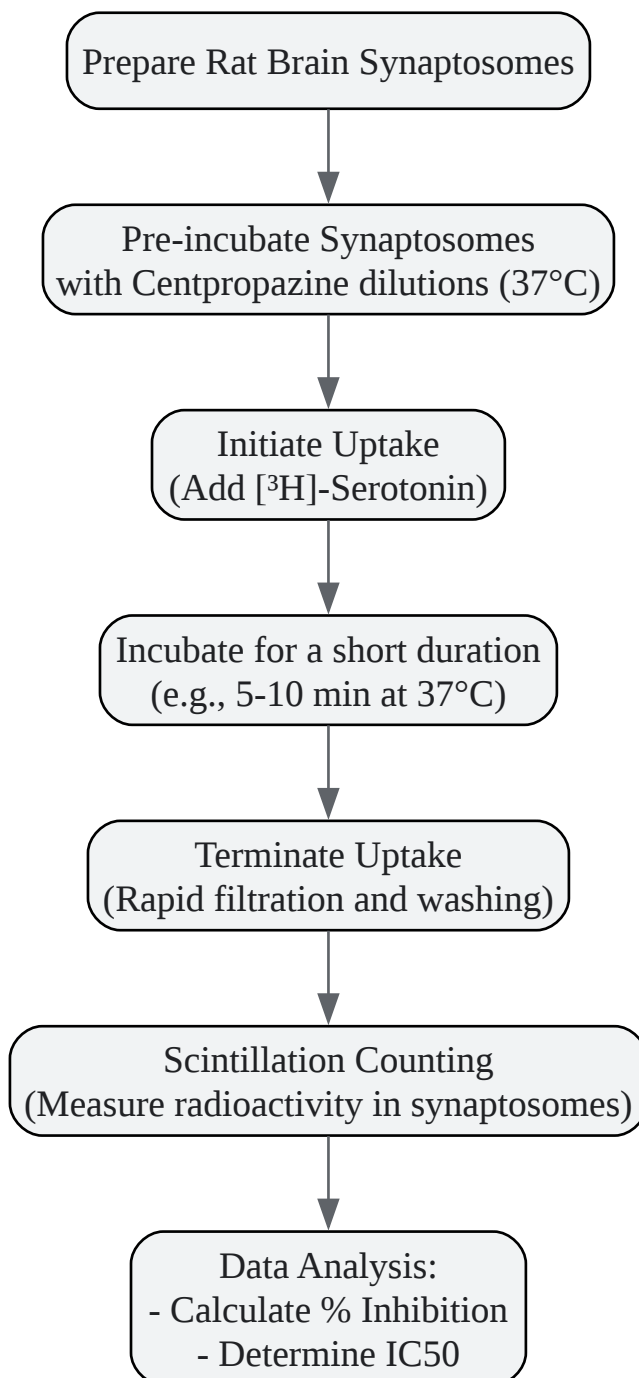 Prepare Rat Brain Synaptosomes
Pre-incubate Synaptosomes
with Centpropazine dilutions (37°C)
Initiate Uptake
(Add [³H]-Serotonin)
Incubate for a short duration
(e.g., 5-10 min at 37°C)
Terminate Uptake
(Rapid filtration and washing)
Scintillation Counting
(Measure radioactivity in synaptosomes)
Data Analysis:
- Calculate % Inhibition
- Determine IC50